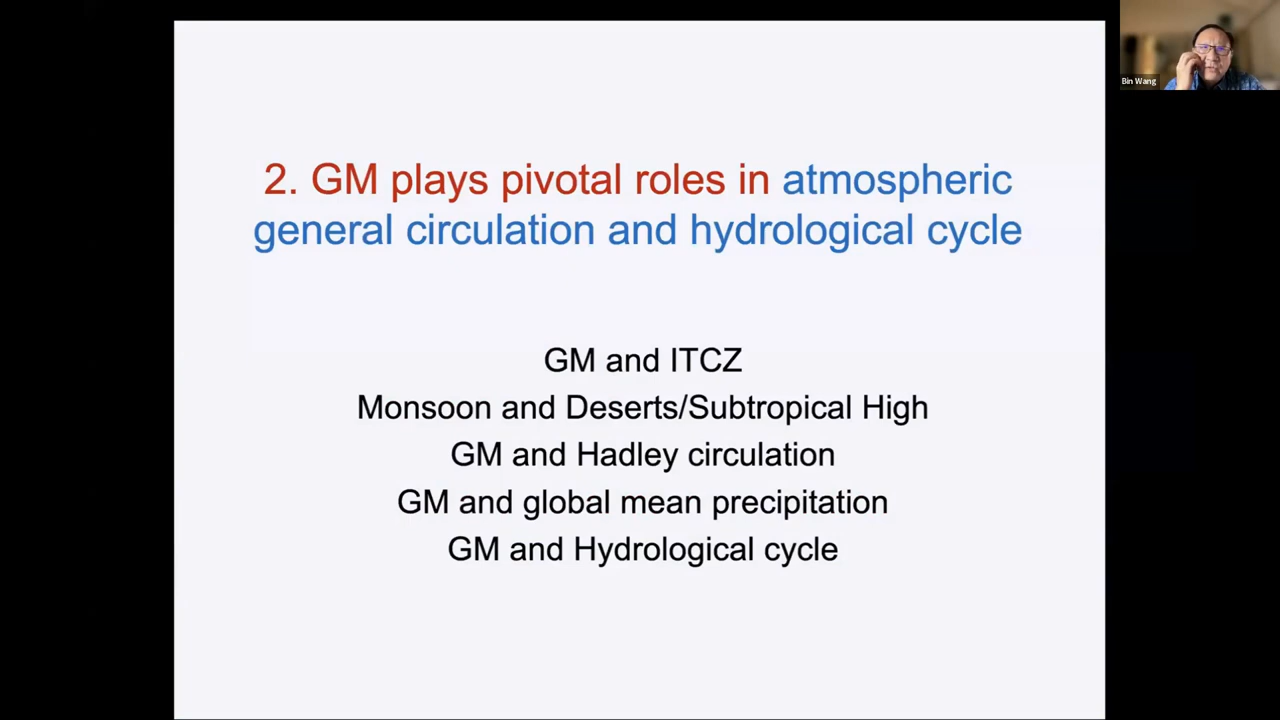 Bin Wang
2. GM plays pivotal roles in atmospheric
general circulation and hydrological cycle
GM and ITCZ
Monsoon and Deserts/Subtropical High
GM and Hadley circulation
GM and global mean precipitation
GM and Hydrological cycle